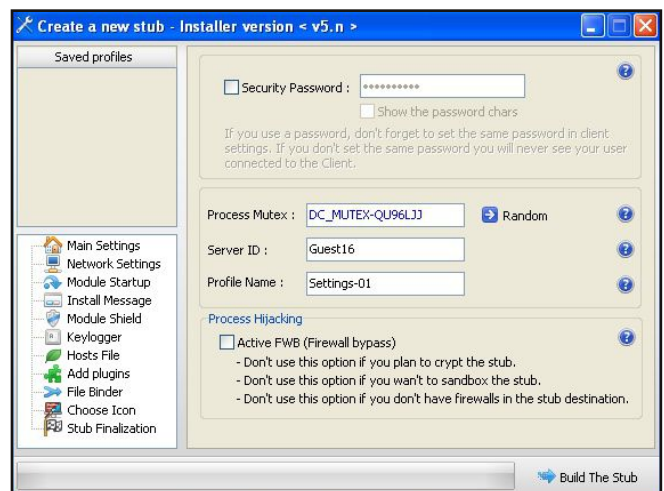 Create a new stub - Installer version < v5.n >
Saved profiles
Main Settings
Network Settings
Module Startup
Install Message
Module Shield
Keylogger
Hosts File
Add plugins
File Binder
Choose Icon
Stub Finalization
Security Password :
Show the password chars
If you use a password, don't forget to set the same password in client
settings. If you don't set the same password you will never see your user
connected to the Client.
Process Mutex : DC_MUTEX-QU96LJJ Random
Server ID : Guest16
Profile Name : Settings-01
Process Hijacking
Active FWB (Firewall bypass)
- Don't use this option if you plan to crypt the stub.
- Don't use this option if you wan't to sandbox the stub.
- Don't use this option if you don't have firewalls in the stub destination.
Build The Stub